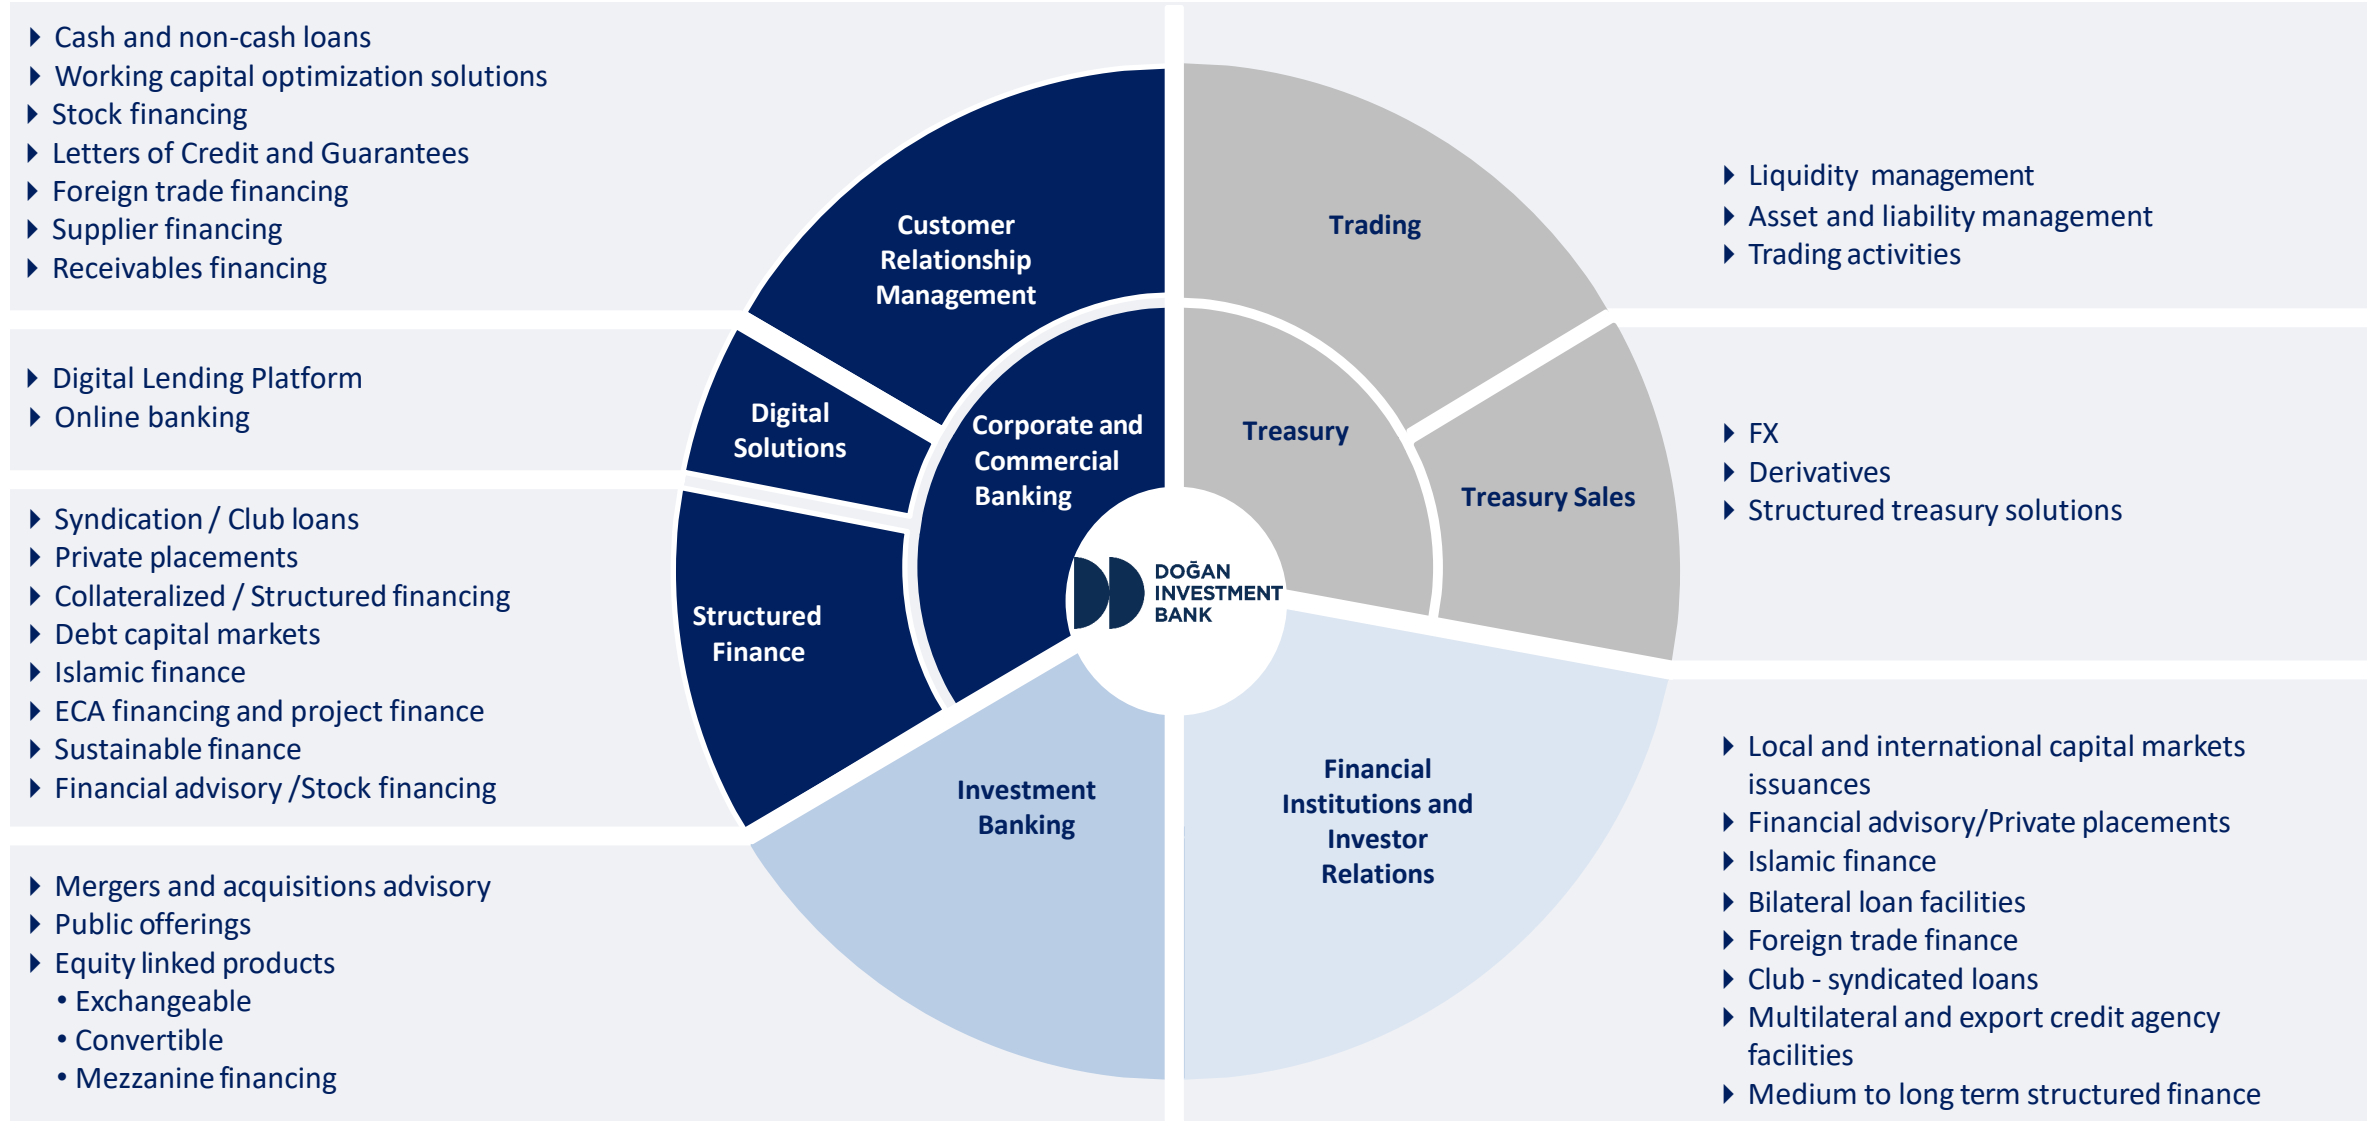 Cash and non-cash loans
Working capital optimization solutions
Stock financing
Letters of Credit and Guarantees
Foreign trade financing
Supplier financing
Receivables financing
Digital Lending Platform
Online banking
Syndication / Club loans
Private placements
Collateralized / Structured financing
Debt capital markets
Islamic finance
ECA financing and project finance
Sustainable finance
Financial advisory /Stock financing
Mergers and acquisitions advisory
Public offerings
Equity linked products
• Exchangeable
• Convertible
• Mezzanine financing
Customer
Relationship
Management
Digital
Solutions
Structured
Finance
Corporate and
Commercial
Banking
Investment
Banking
DOĞAN
INVESTMENT
BANK
Trading
Treasury
Treasury Sales
Financial
Institutions and
Investor
Relations
Liquidity management
Asset and liability management
Trading activities
FX
Derivatives
Structured treasury solutions
Local and international capital markets
issuances
Financial advisory/Private placements
Islamic finance
Bilateral loan facilities
Foreign trade finance
Club - syndicated loans
Multilateral and export credit agency
facilities
Medium to long term structured finance